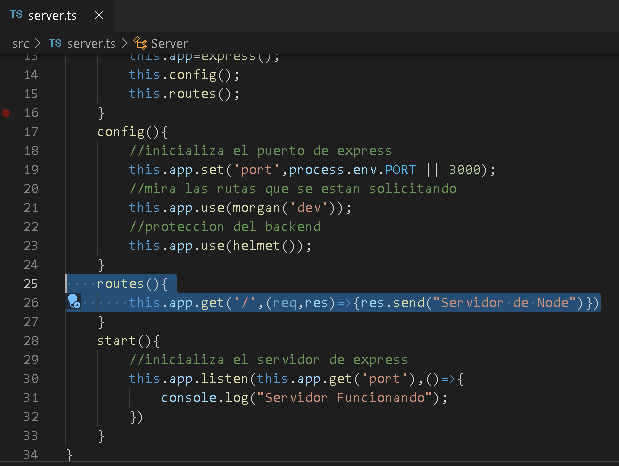 TS server.ts ×
src > TS server.ts > Server
13 this.app=express();
14 this.config();
15 this.routes();
16 }
17 config(){
18 //inicializa el puerto de express
19 this.app.set('port',process.env.PORT || 3000);
20 //mira las rutas que se estan solicitando
21 this.app.use(morgan('dev'));
22 //proteccion del backend
23 this.app.use(helmet());
24 }
25 routes(){
26 this.app.get('/',(req,res)=>{res.send("Servidor de Node")})
27 }
28 start(){
29 //inicializa el servidor de express
30 this.app.listen(this.app.get('port'),()=>{
31 console.log("Servidor Funcionando");
32 })
33 }
34 }